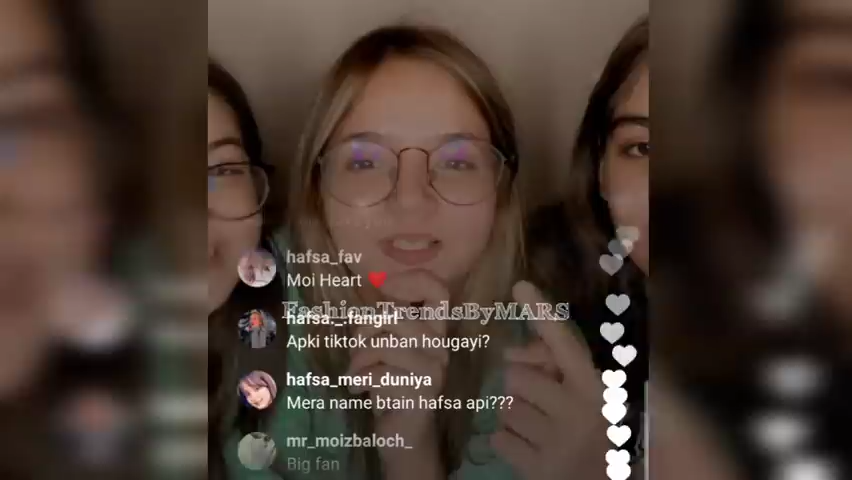 hafsa_fav
Moi Heart ❤️
FashionTrendsByMARS
hafsa._.fangirl
Apki tiktok unban hougayi?
hafsa_meri_duniya
Mera name btain hafsa api???
mr_moizbaloch_
Big fan